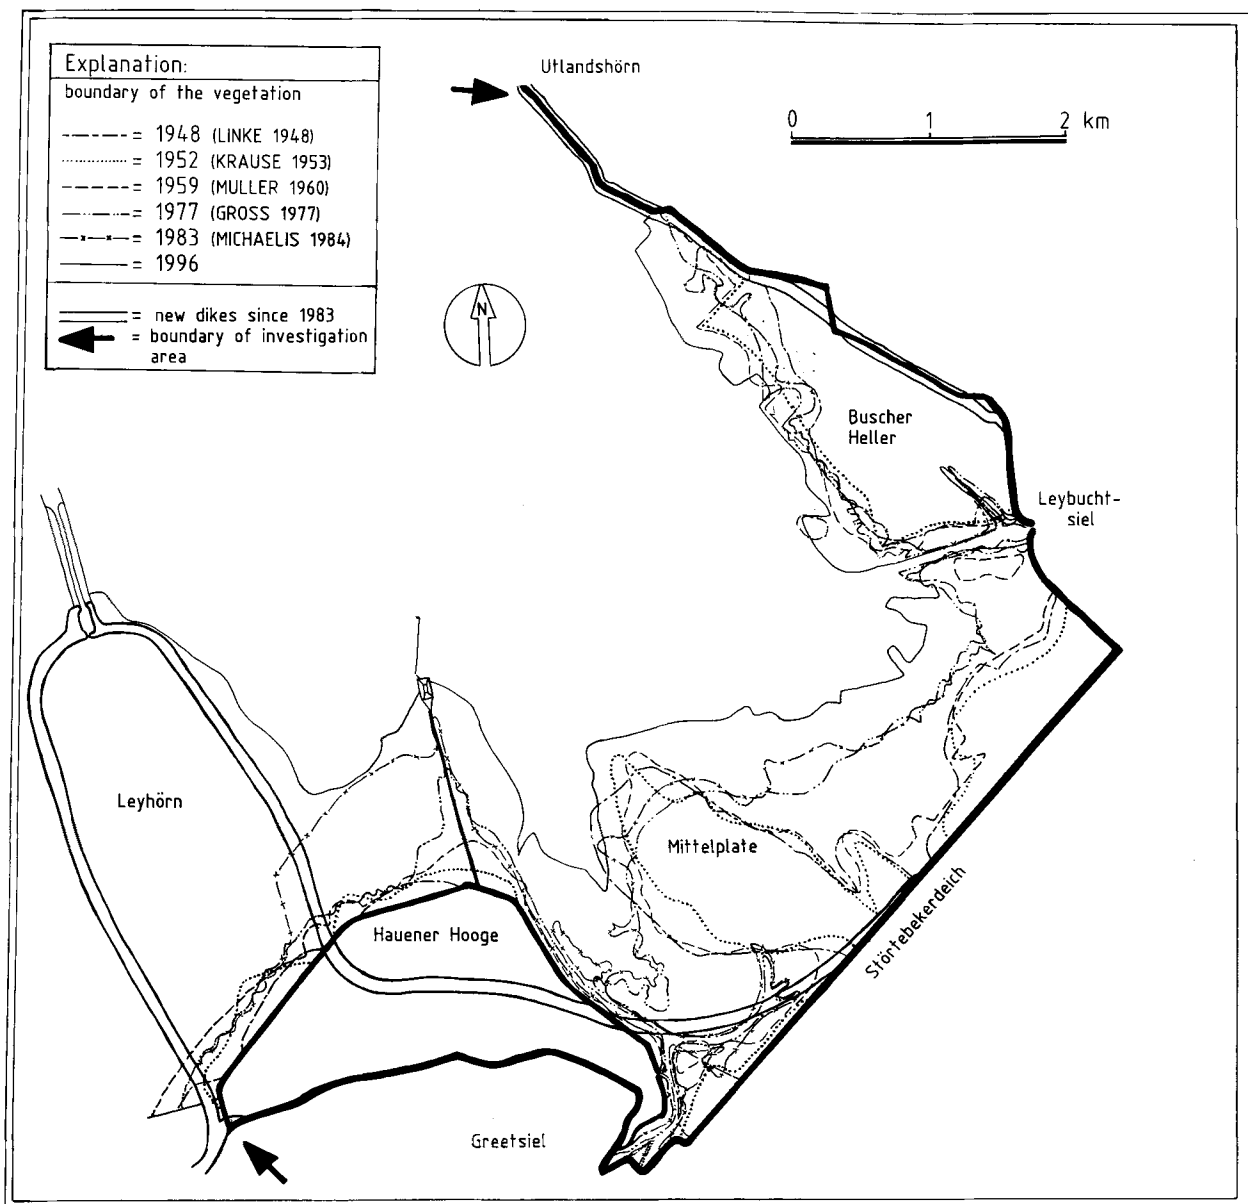 Explanation:
boundary of the vegetation
= 1948 (LINKE 1948)
= 1952 (KRAUSE 1953)
= 1959 (MULLER 1960)
= 1977 (GROSS 1977)
= 1983 (MICHAELIS 1984)
= 1996
= new dikes since 1983
= boundary of investigation
area
Utlandshörn
0 1 2 km
N
Buscher
Heller
Leybucht-
siel
Leyhörn
Mittelplate
Hauener Hooge
Störtebekerdeich
Greetsiel